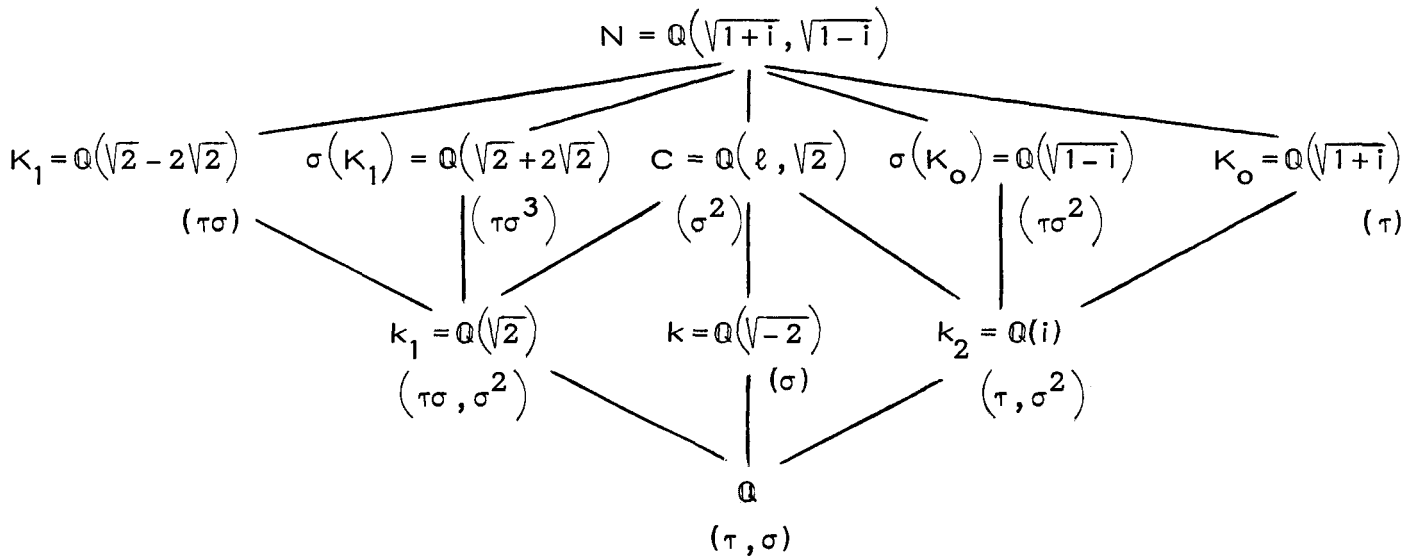 N = ℚ(√1+i , √1−i)
K₁ = ℚ(√2 − 2√2) σ(K₁) = ℚ(√2 + 2√2) C = ℚ(ℓ , √2) σ(K₀) = ℚ(√1−i) K₀ = ℚ(√1+i)
(τσ) (τσ³) (σ²) (τσ²) (τ)
k₁ = ℚ(√2) k = ℚ(√−2) k₂ = ℚ(i)
(τσ , σ²) (σ) (τ , σ²)
ℚ
(τ , σ)